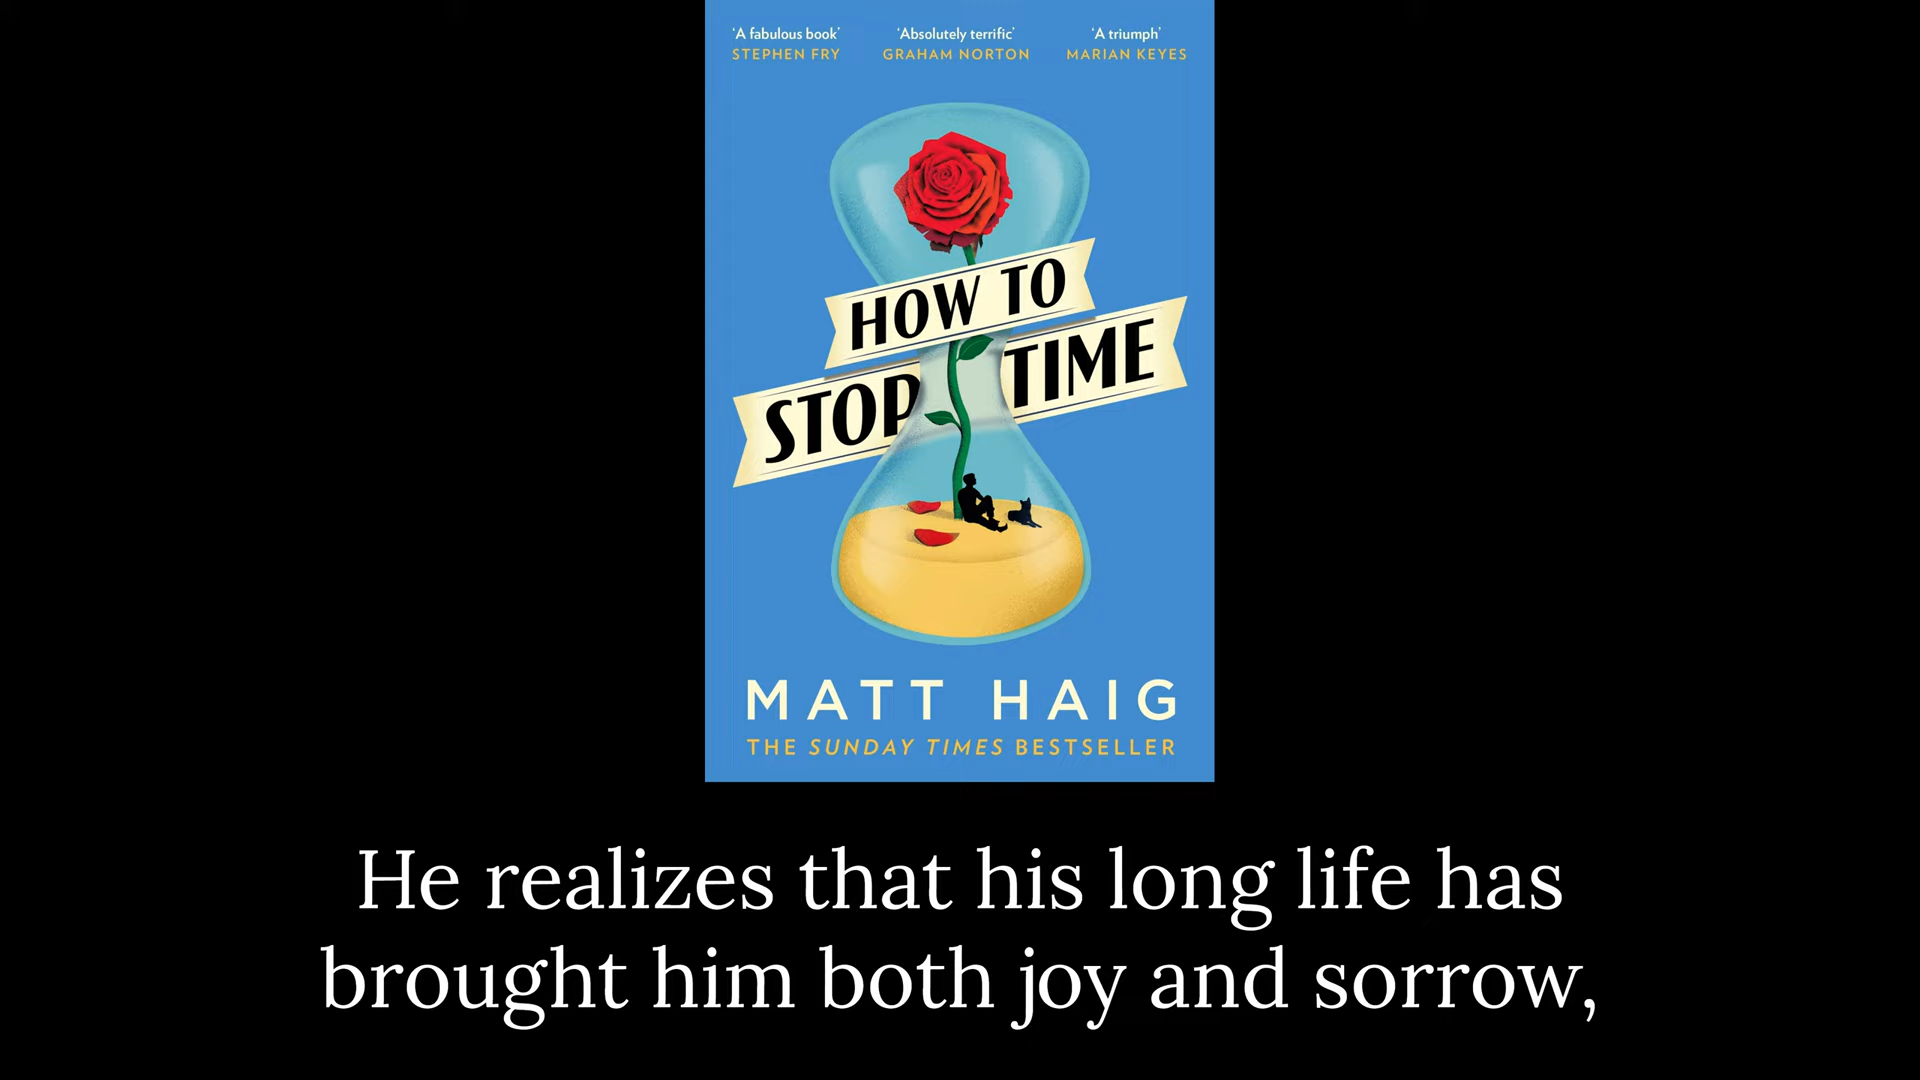 ‘A fabulous book’ ‘Absolutely terrific’ ‘A triumph’
STEPHEN FRY GRAHAM NORTON MARIAN KEYES
HOW TO
STOP TIME
MATT HAIG
THE SUNDAY TIMES BESTSELLER
He realizes that his long life has
brought him both joy and sorrow,